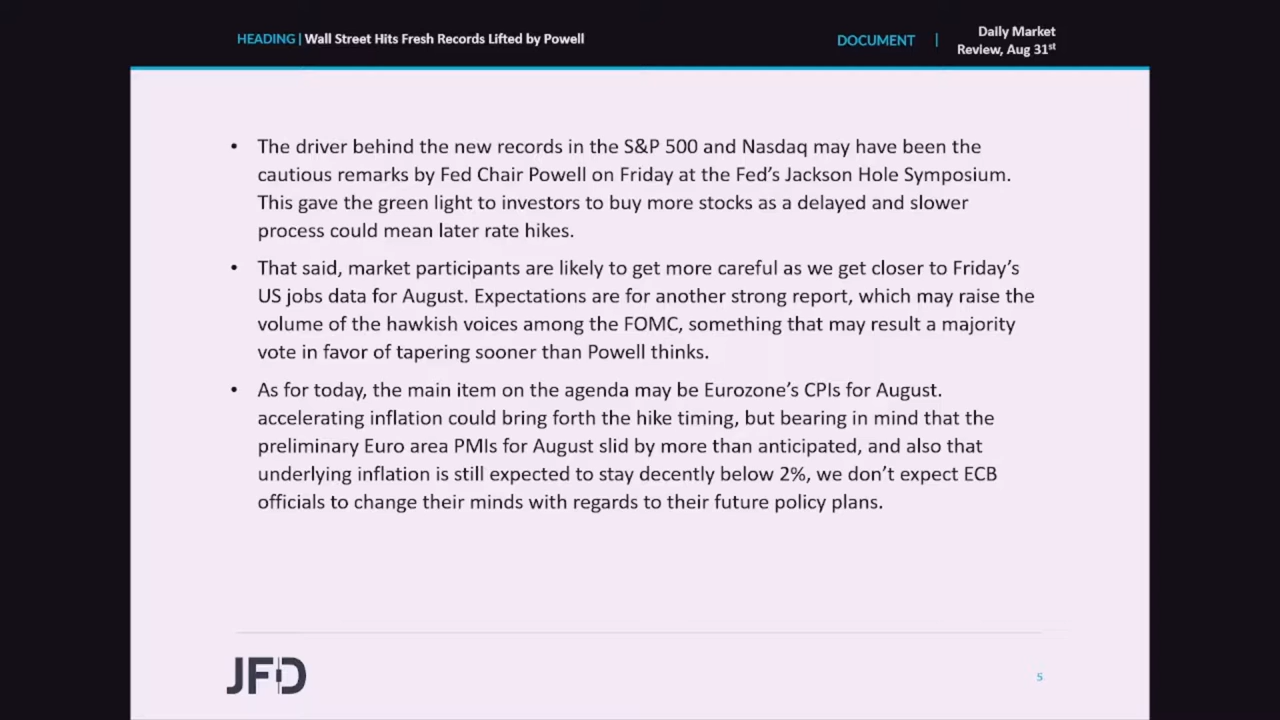 HEADING | Wall Street Hits Fresh Records Lifted by Powell
DOCUMENT |
Daily Market
Review, Aug 31st
• The driver behind the new records in the S&P 500 and Nasdaq may have been the
cautious remarks by Fed Chair Powell on Friday at the Fed's Jackson Hole Symposium.
This gave the green light to investors to buy more stocks as a delayed and slower
process could mean later rate hikes.
• That said, market participants are likely to get more careful as we get closer to Friday's
US jobs data for August. Expectations are for another strong report, which may raise the
volume of the hawkish voices among the FOMC, something that may result a majority
vote in favor of tapering sooner than Powell thinks.
• As for today, the main item on the agenda may be Eurozone's CPIs for August.
accelerating inflation could bring forth the hike timing, but bearing in mind that the
preliminary Euro area PMIs for August slid by more than anticipated, and also that
underlying inflation is still expected to stay decently below 2%, we don't expect ECB
officials to change their minds with regards to their future policy plans.
JFD
5